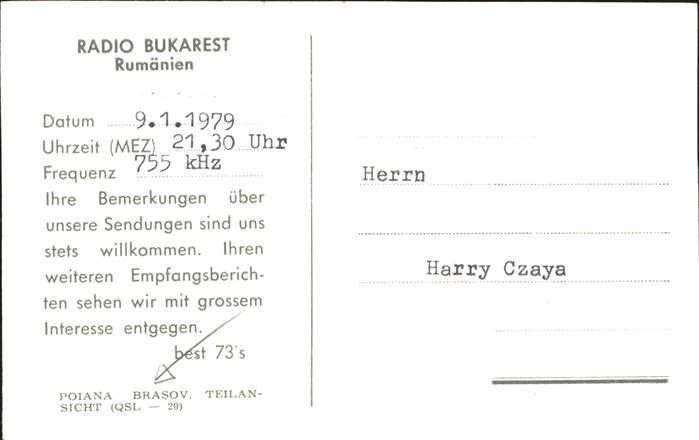 RADIO BUKAREST
Rumänien
Datum 9.1.1979
Uhrzeit (MEZ) 21,30 Uhr
Frequenz 755 kHz
Ihre Bemerkungen über
unsere Sendungen sind uns
stets willkommen. Ihren
weiteren Empfangsberich-
ten sehen wir mit grossem
Interesse entgegen.
best 73's
POIANA BRAȘOV, TEILAN-
SICHT (QSL — 20)
Herrn
Harry Czaya